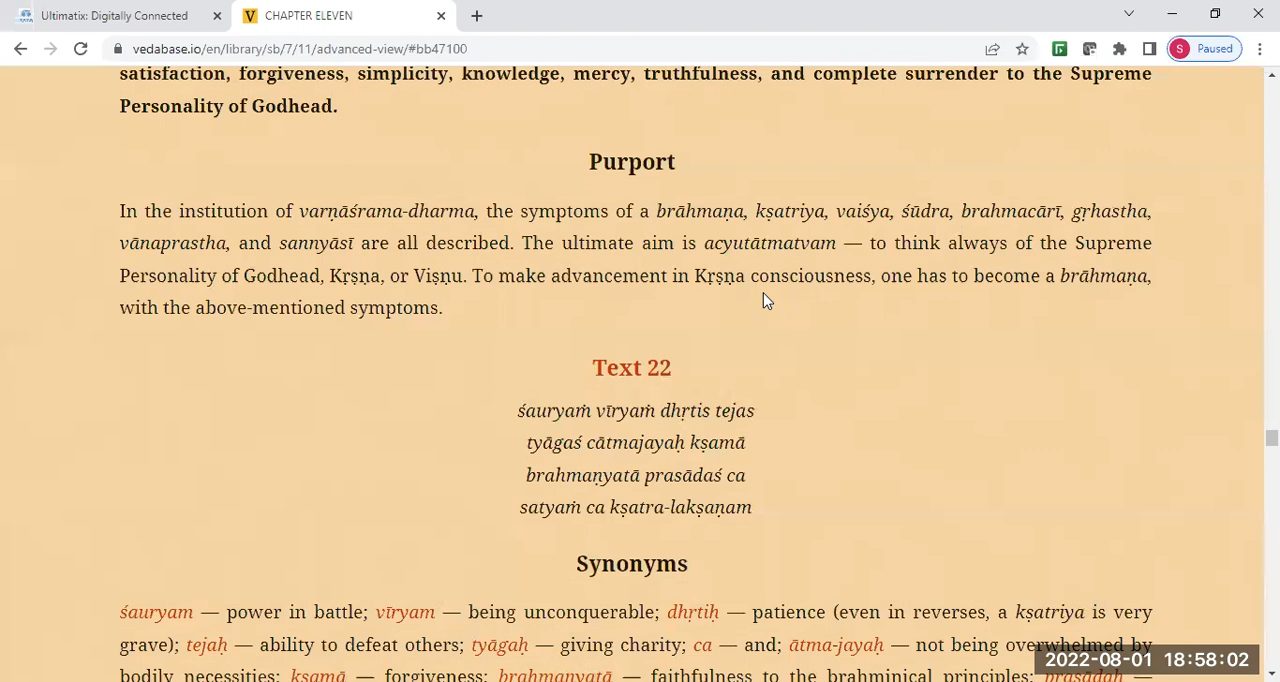 Ultimatix: Digitally Connected
CHAPTER ELEVEN
vedabase.io/en/library/sb/7/11/advanced-view/#bb47100
S Paused
satisfaction, forgiveness, simplicity, knowledge, mercy, truthfulness, and complete surrender to the Supreme
Personality of Godhead.
Purport
In the institution of varṇāśrama-dharma, the symptoms of a brāhmaṇa, kṣatriya, vaiśya, śūdra, brahmacārī, gṛhastha,
vānaprastha, and sannyāsī are all described. The ultimate aim is acyutātmatvam — to think always of the Supreme
Personality of Godhead, Kṛṣṇa, or Viṣṇu. To make advancement in Kṛṣṇa consciousness, one has to become a brāhmaṇa,
with the above-mentioned symptoms.
Text 22
śauryaṁ vīryaṁ dhṛtis tejas
tyāgaś cātmajayaḥ kṣamā
brahmaṇyatā prasādaś ca
satyaṁ ca kṣatra-lakṣaṇam
Synonyms
śauryam — power in battle; vīryam — being unconquerable; dhṛtiḥ — patience (even in reverses, a kṣatriya is very
grave); tejaḥ — ability to defeat others; tyāgaḥ — giving charity; ca — and; ātma-jayaḥ — not being overwhelmed by
bodily necessities; kṣamā — forgiveness; brahmaṇyatā — faithfulness to the brahminical principles; prasādaḥ —
2022-08-01 18:58:02